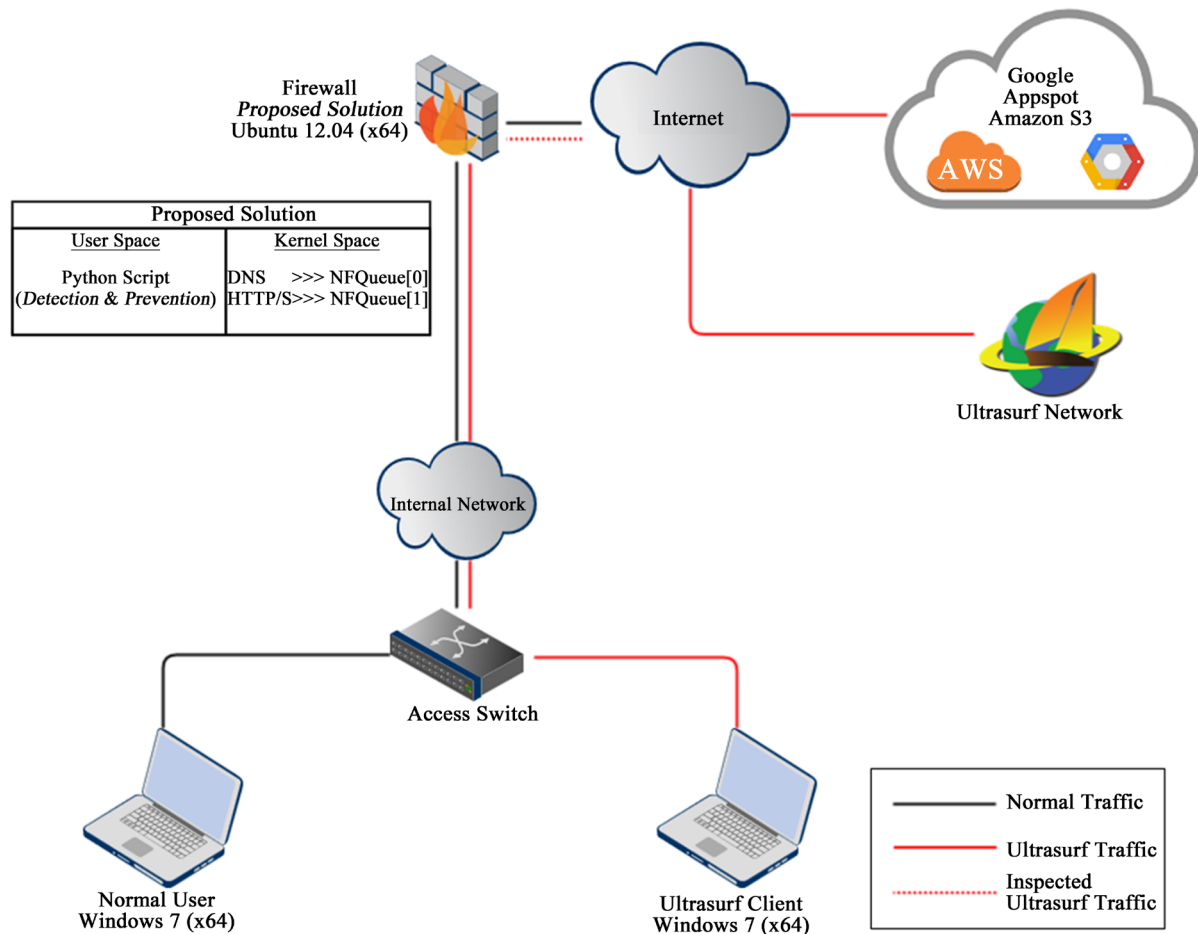 Firewall
Proposed Solution
Ubuntu 12.04 (x64)
Internet
Google
Appspot
Amazon S3
AWS
Proposed Solution
User Space
Python Script
(Detection & Prevention)
Kernel Space
DNS >>> NFQueue[0]
HTTP/S>>> NFQueue[1]
Ultrasurf Network
Internal Network
Access Switch
Normal User
Windows 7 (x64)
Ultrasurf Client
Windows 7 (x64)
Normal Traffic
Ultrasurf Traffic
Inspected
Ultrasurf Traffic